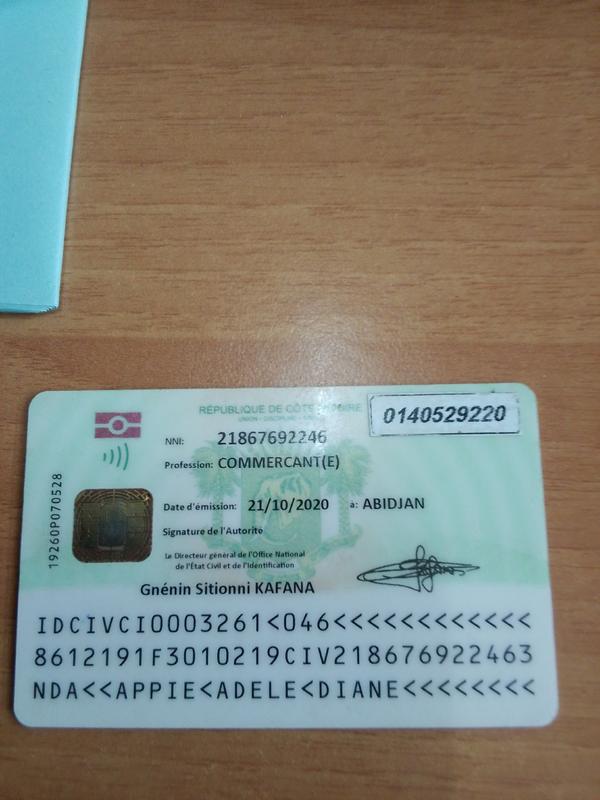 RÉPUBLIQUE DE CÔTE D'IVOIRE
0140529220
NNI: 21867692246
Profession: COMMERCANT(E)
Date d'émission: 21/10/2020 à: ABIDJAN
Signature de l'Autorité
Le Directeur général de l'Office National
de l'État Civil et de l'Identification
Gnénin Sitionni KAFANA
19260P070528
IDCIVCI0003261<046<<<<<<<<<<<<
8612191F3010219CIV218676922463
NDA<<APPIE<ADELE<DIANE<<<<<<<<